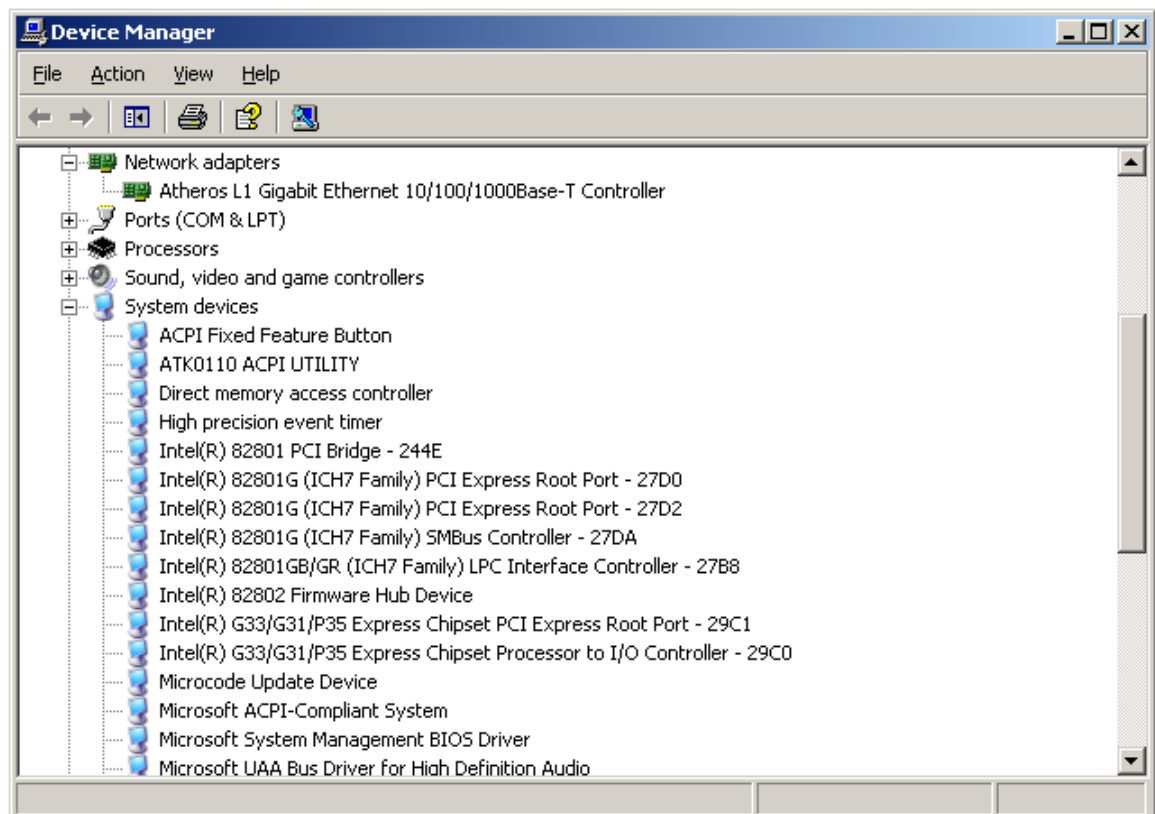 Device Manager
File Action View Help
Network adapters
Atheros L1 Gigabit Ethernet 10/100/1000Base-T Controller
Ports (COM & LPT)
Processors
Sound, video and game controllers
System devices
ACPI Fixed Feature Button
ATK0110 ACPI UTILITY
Direct memory access controller
High precision event timer
Intel(R) 82801 PCI Bridge - 244E
Intel(R) 82801G (ICH7 Family) PCI Express Root Port - 27D0
Intel(R) 82801G (ICH7 Family) PCI Express Root Port - 27D2
Intel(R) 82801G (ICH7 Family) SMBus Controller - 27DA
Intel(R) 82801GB/GR (ICH7 Family) LPC Interface Controller - 27B8
Intel(R) 82802 Firmware Hub Device
Intel(R) G33/G31/P35 Express Chipset PCI Express Root Port - 29C1
Intel(R) G33/G31/P35 Express Chipset Processor to I/O Controller - 29C0
Microcode Update Device
Microsoft ACPI-Compliant System
Microsoft System Management BIOS Driver
Microsoft UAA Bus Driver for High Definition Audio